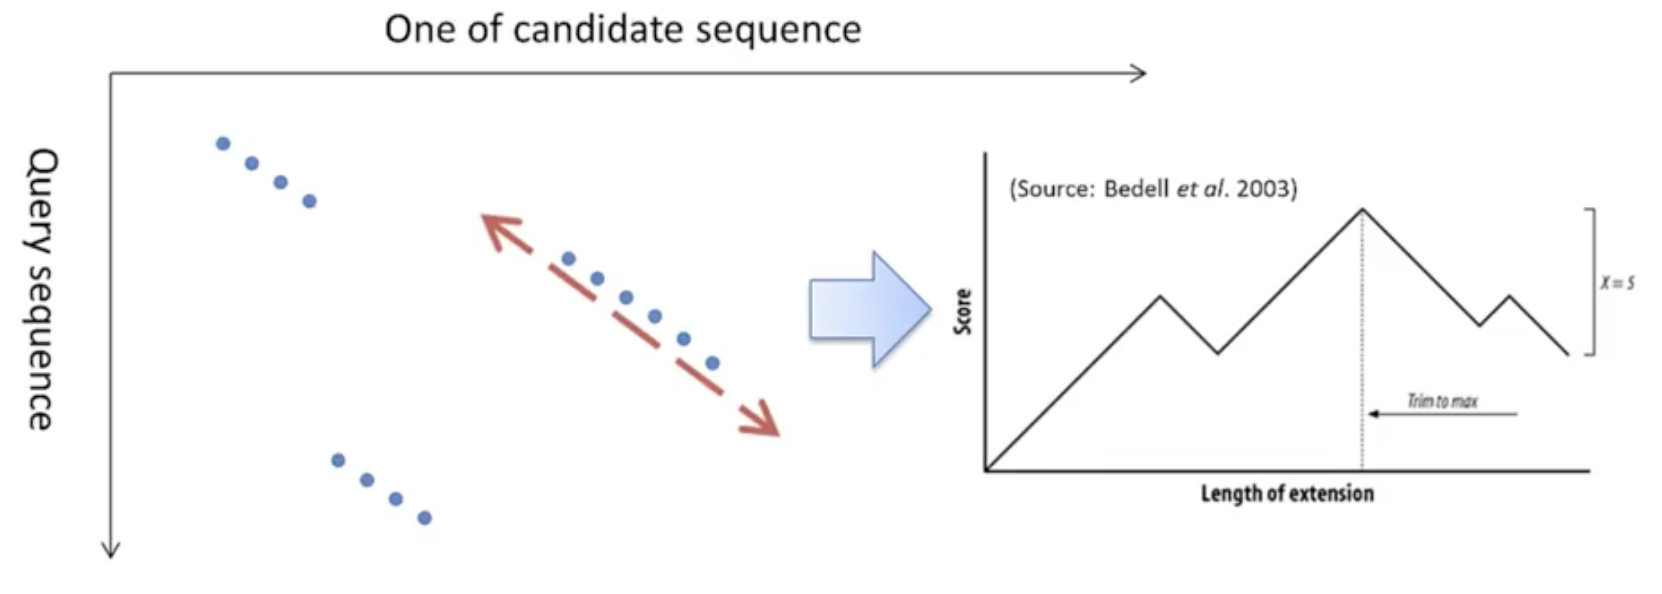 One of candidate sequence
Query sequence
(Source: Bedell et al. 2003)
Score
X = 5
Trim to max
Length of extension